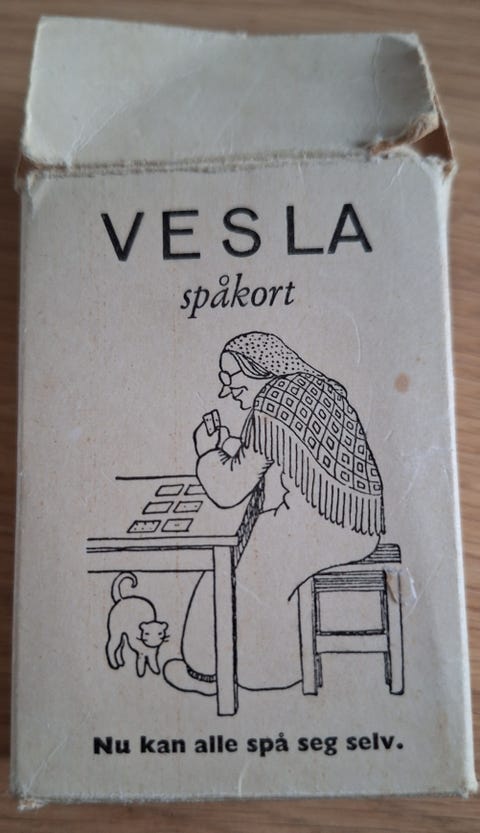 VESLA
spåkort
Nu kan alle spå seg selv.